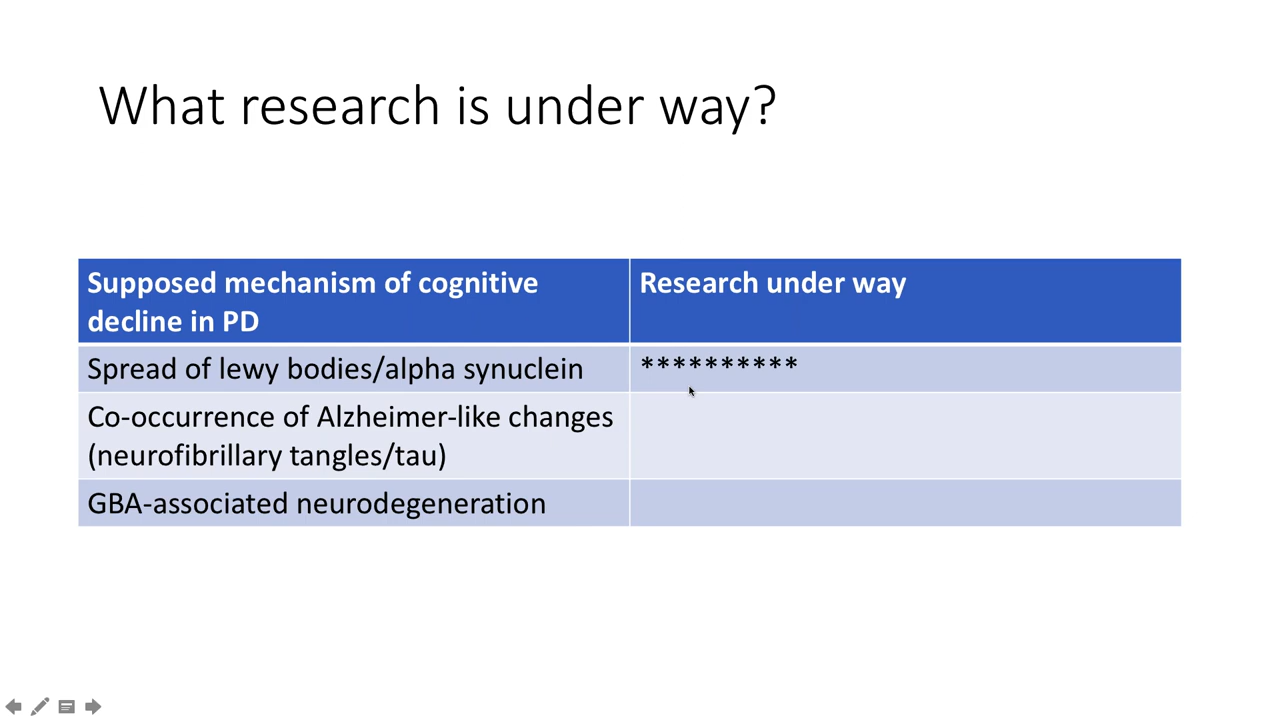 What research is under way?
Supposed mechanism of cognitive
decline in PD
Research under way
Spread of lewy bodies/alpha synuclein
**********
Co-occurrence of Alzheimer-like changes
(neurofibrillary tangles/tau)
GBA-associated neurodegeneration